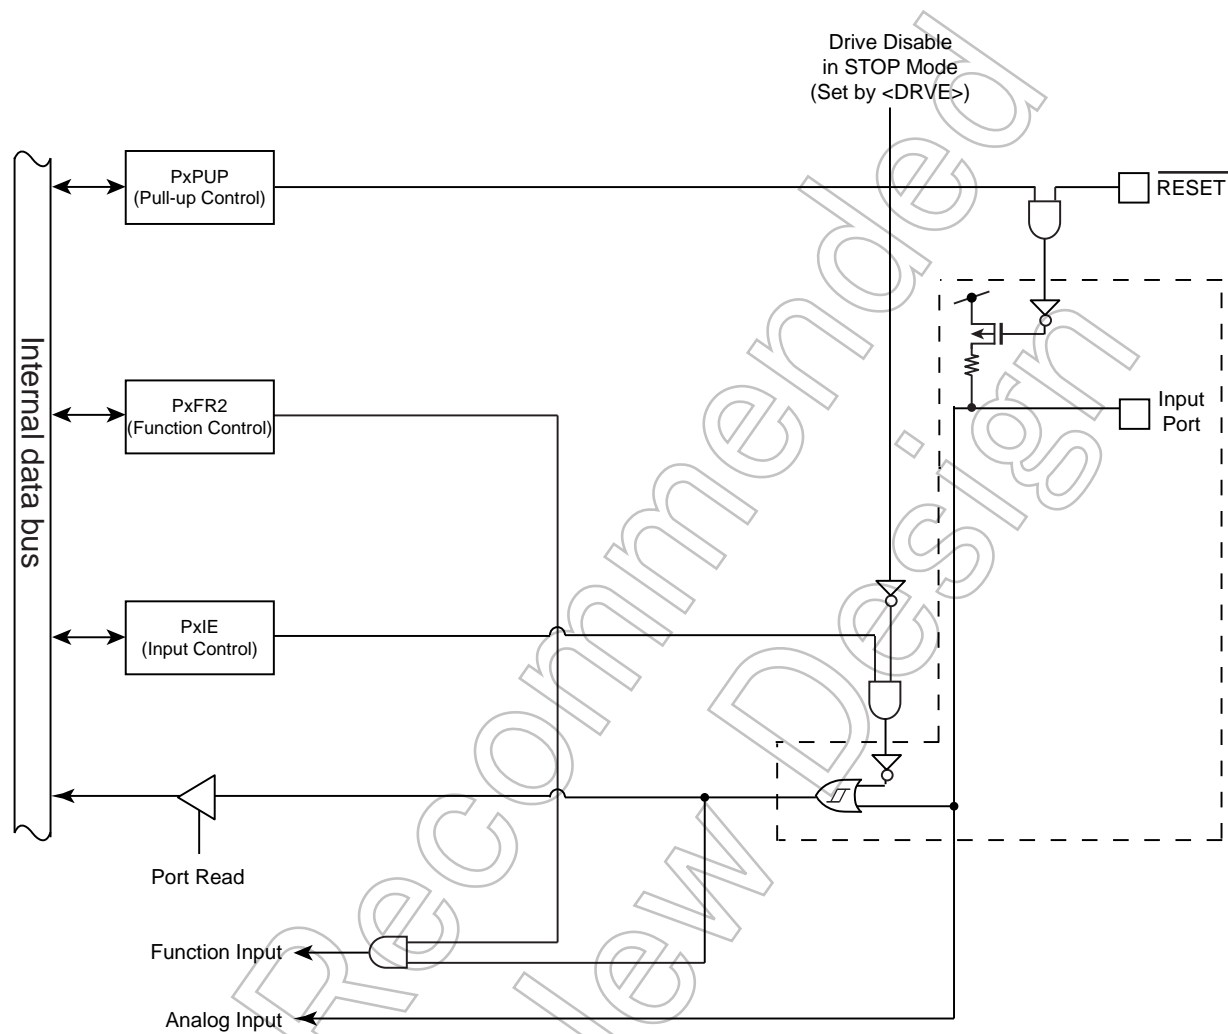 Drive Disable
in STOP Mode
(Set by <DRVE>)
PxPUP
(Pull-up Control)
RESET
Internal data bus
PxFR2
(Function Control)
Input
Port
PxIE
(Input Control)
Port Read
Function Input
Analog Input
Recommended
ew Design